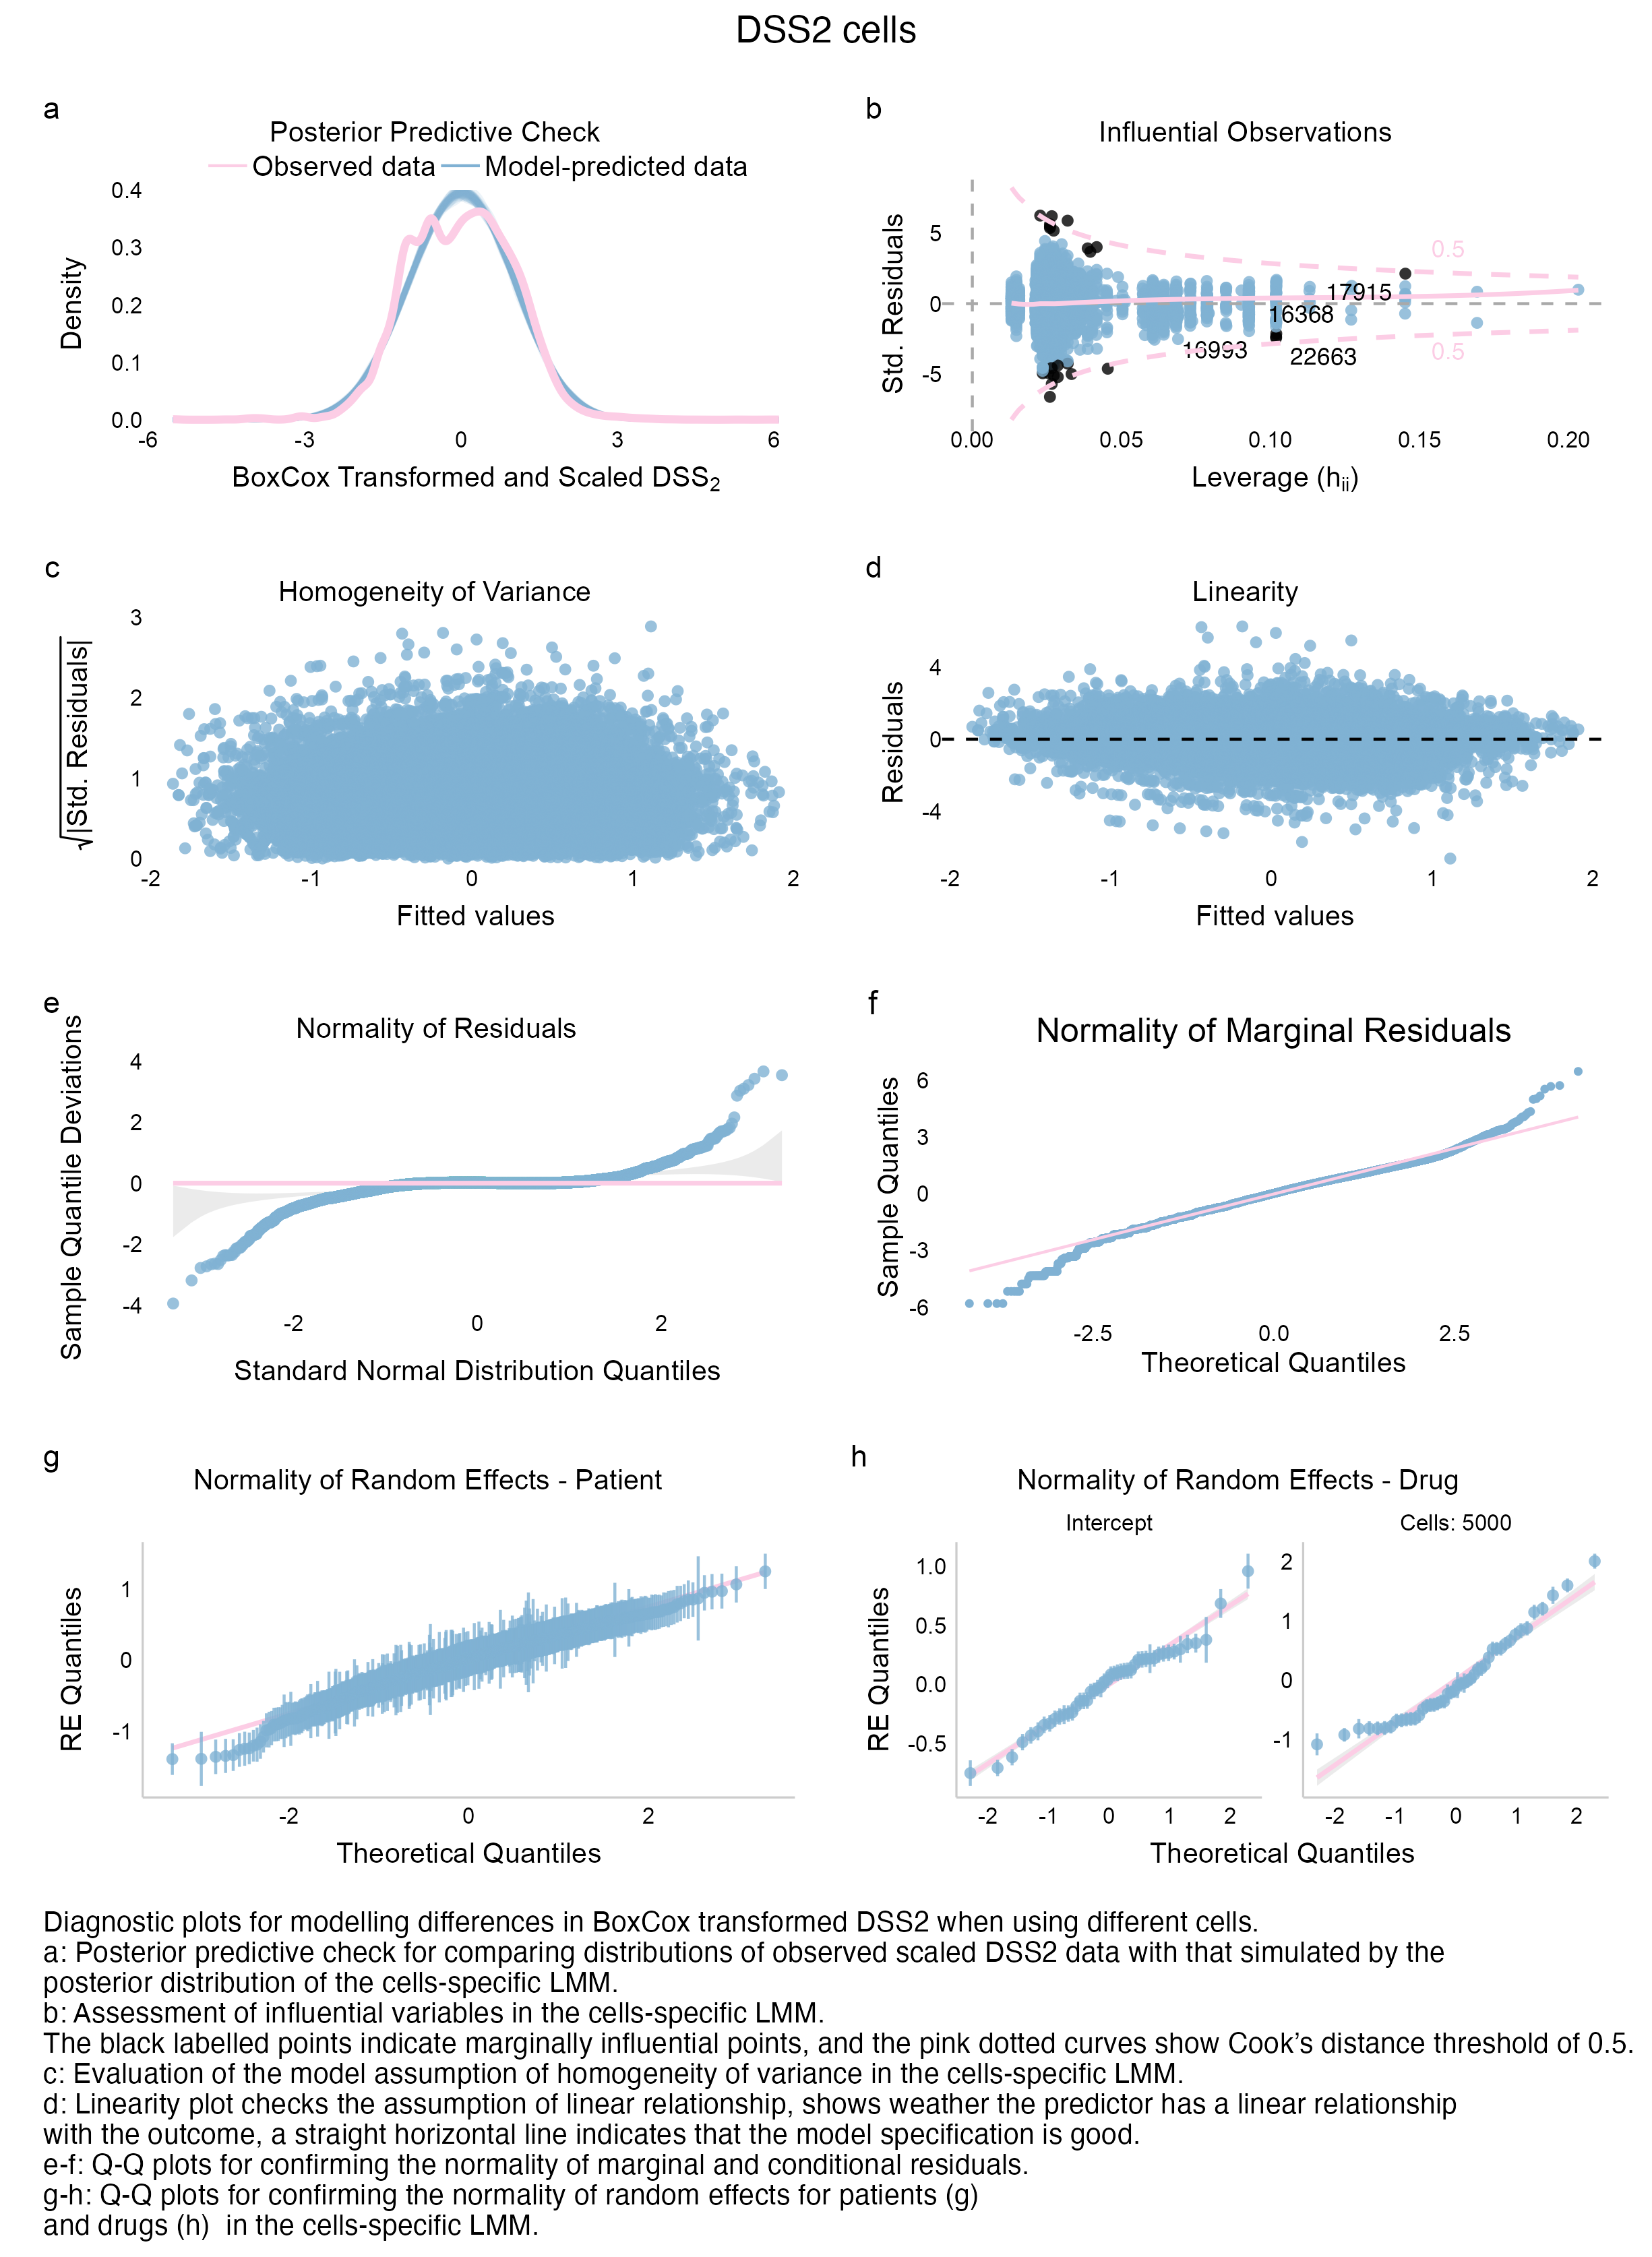 DSS2 cells
a
Posterior Predictive Check
Observed data Model-predicted data
Density
0.4
0.3
0.2
0.1
0.0
-6 -3 0 3 6
BoxCox Transformed and Scaled DSS₂
b
Influential Observations
Std. Residuals
5
0
-5
0.5
17915
16368
16993
22663
0.5
0.00 0.05 0.10 0.15 0.20
Leverage (hᵢᵢ)
c
Homogeneity of Variance
√|Std. Residuals|
3
2
1
0
-2 -1 0 1 2
Fitted values
d
Linearity
Residuals
4
0
-4
-2 -1 0 1 2
Fitted values
e
Normality of Residuals
Sample Quantile Deviations
4
2
0
-2
-4
-2 0 2
Standard Normal Distribution Quantiles
f
Normality of Marginal Residuals
Sample Quantiles
6
3
0
-3
-6
-2.5 0.0 2.5
Theoretical Quantiles
g
Normality of Random Effects - Patient
RE Quantiles
1
0
-1
-2 0 2
Theoretical Quantiles
h
Normality of Random Effects - Drug
Intercept Cells: 5000
RE Quantiles
1.0
0.5
0.0
-0.5
-2 -1 0 1 2
2
1
0
-1
-2 -1 0 1 2
Theoretical Quantiles
Diagnostic plots for modelling differences in BoxCox transformed DSS2 when using different cells.
a: Posterior predictive check for comparing distributions of observed scaled DSS2 data with that simulated by the
posterior distribution of the cells-specific LMM.
b: Assessment of influential variables in the cells-specific LMM.
The black labelled points indicate marginally influential points, and the pink dotted curves show Cook’s distance threshold of 0.5.
c: Evaluation of the model assumption of homogeneity of variance in the cells-specific LMM.
d: Linearity plot checks the assumption of linear relationship, shows weather the predictor has a linear relationship
with the outcome, a straight horizontal line indicates that the model specification is good.
e-f: Q-Q plots for confirming the normality of marginal and conditional residuals.
g-h: Q-Q plots for confirming the normality of random effects for patients (g)
and drugs (h)  in the cells-specific LMM.